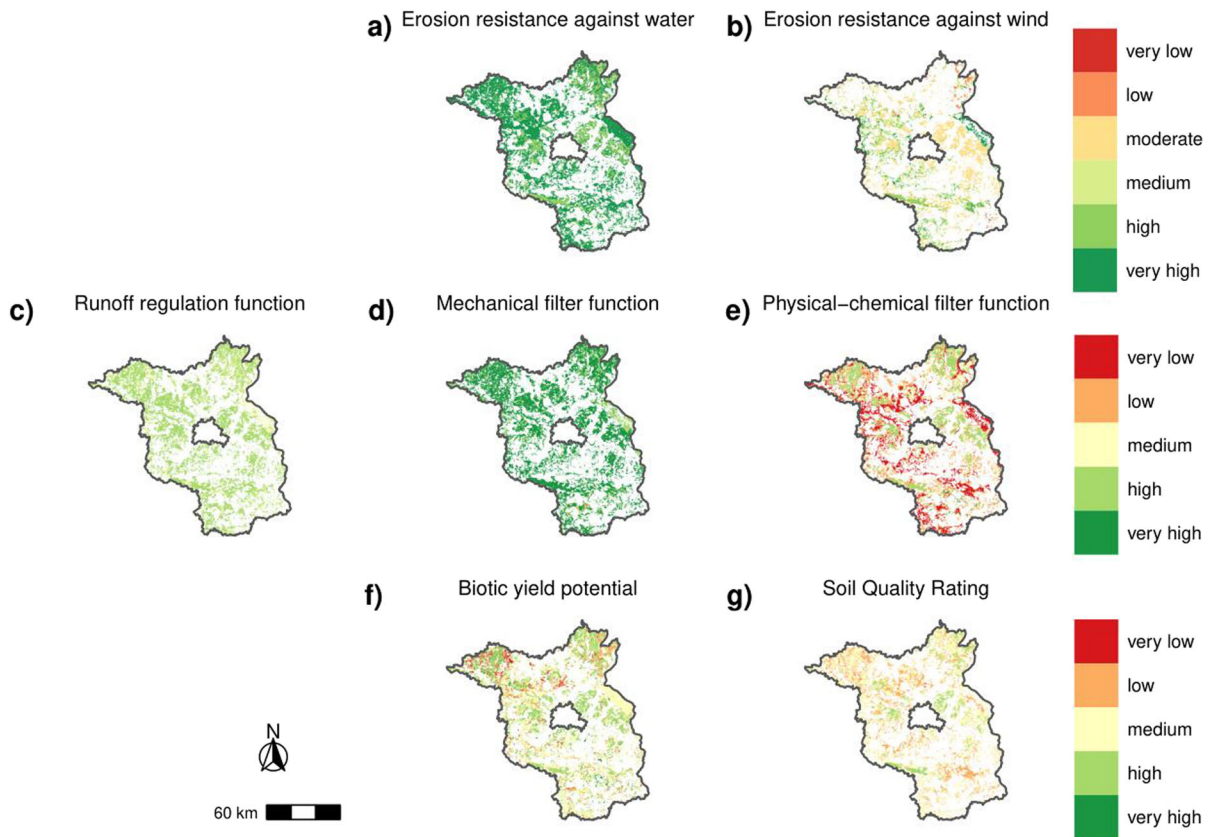 a) Erosion resistance against water
b) Erosion resistance against wind
very low
low
moderate
medium
high
very high
c) Runoff regulation function
d) Mechanical filter function
e) Physical−chemical filter function
very low
low
medium
high
very high
f) Biotic yield potential
g) Soil Quality Rating
very low
low
medium
high
very high
N
60 km